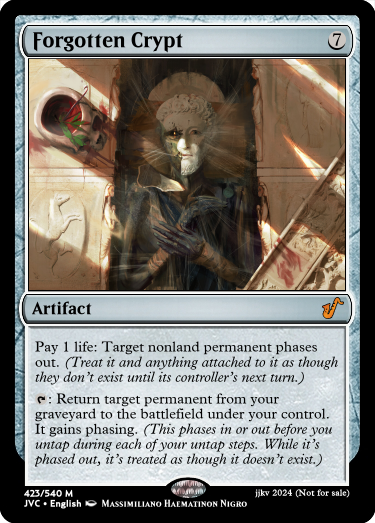 Forgotten Crypt 7
Artifact
Pay 1 life: Target nonland permanent phases
out. (Treat it and anything attached to it as though
they don't exist until its controller's next turn.)
: Return target permanent from your
graveyard to the battlefield under your control.
It gains phasing. (This phases in or out before you
untap during each of your untap steps. While it's
phased out, it's treated as though it doesn't exist.)
423/540 M
jjkv 2024 (Not for sale)
JVC • English Massimiliano Haematinon Nigro